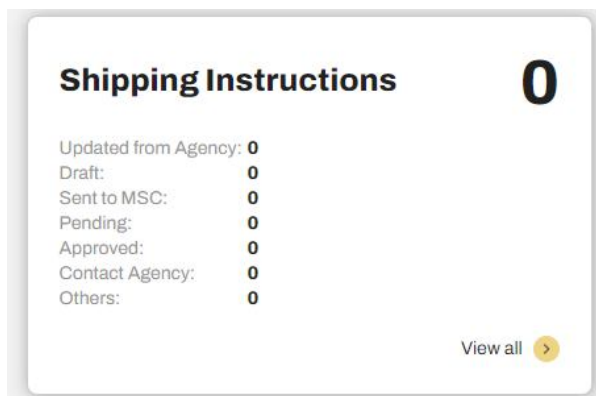 Shipping Instructions 0
Updated from Agency: 0
Draft: 0
Sent to MSC: 0
Pending: 0
Approved: 0
Contact Agency: 0
Others: 0
View all